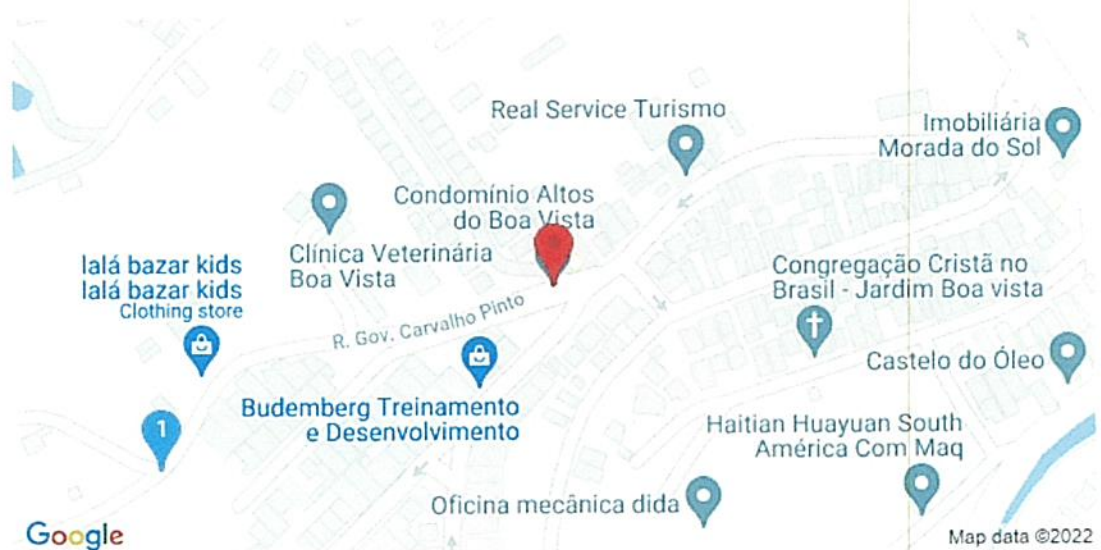 Real Service Turismo
Imobiliária
Morada do Sol
Condomínio Altos
do Boa Vista
Clínica Veterinária
Boa Vista
lalá bazar kids
lalá bazar kids
Clothing store
Congregação Cristã no
Brasil - Jardim Boa vista
R. Gov. Carvalho Pinto
Castelo do Óleo
Budemberg Treinamento
e Desenvolvimento
1
Haitian Huayuan South
América Com Maq
Oficina mecânica dida
Google
Map data ©2022